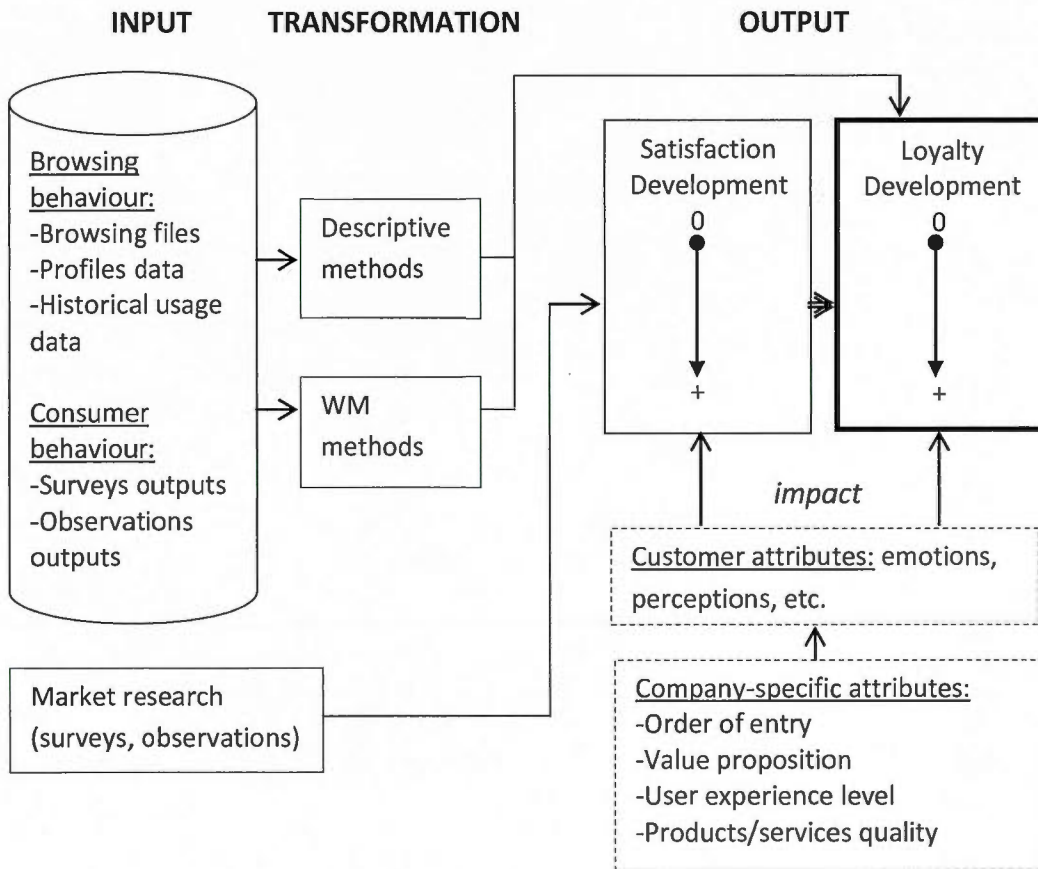 INPUT
TRANSFORMATION
OUTPUT
Browsing
behaviour:
-Browsing files
-Profiles data
-Historical usage
data
Consumer
behaviour:
-Surveys outputs
-Observations
outputs
Descriptive
methods
WM
methods
Satisfaction
Development
0
+
Loyalty
Development
0
+
impact
Customer attributes: emotions,
perceptions, etc.
Market research
(surveys, observations)
Company-specific attributes:
-Order of entry
-Value proposition
-User experience level
-Products/services quality